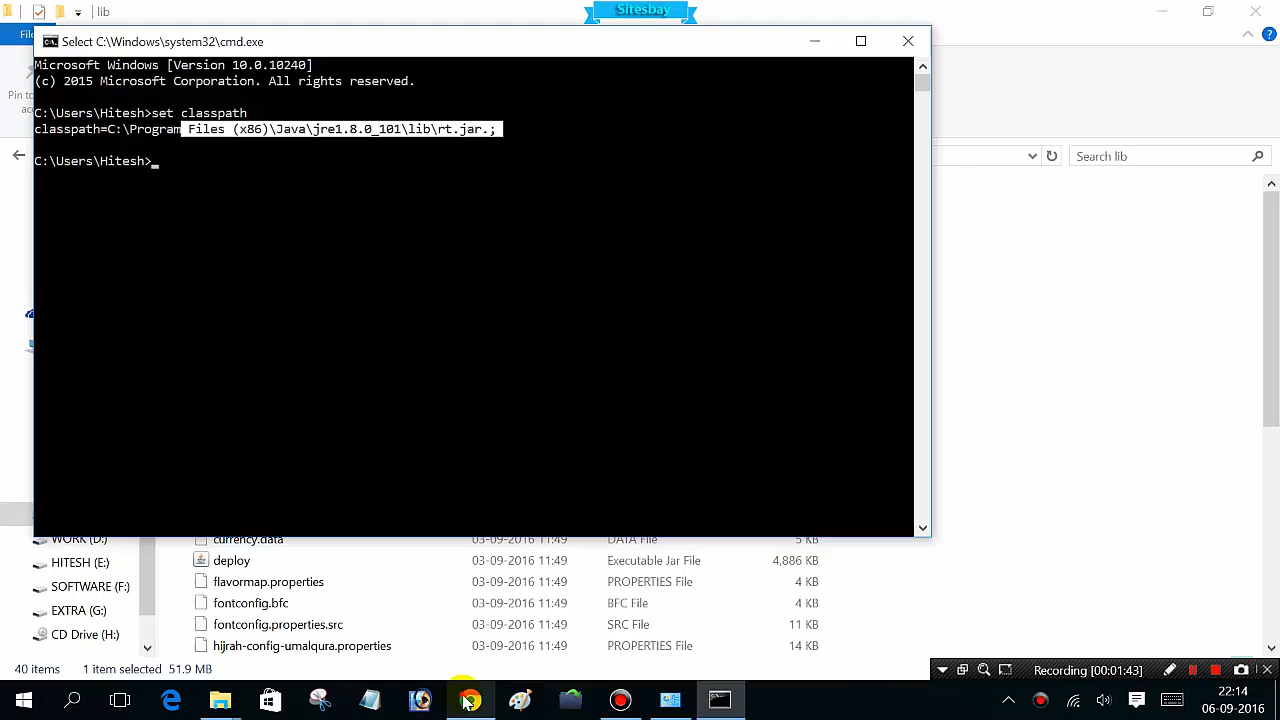 lib
Sitesbay
Fil
Select C:\Windows\system32\cmd.exe
Microsoft Windows [Version 10.0.10240]
(c) 2015 Microsoft Corporation. All rights reserved.
C:\Users\Hitesh>set classpath
classpath=C:\Program Files (x86)\Java\jre1.8.0_101\lib\rt.jar.;
C:\Users\Hitesh>
Pin to
Search lib
WORK (D:)
currency.data 03-09-2016 11:49 DATA File 5 KB
HITESH (E:)
deploy 03-09-2016 11:49 Executable Jar File 4,886 KB
SOFTWARE (F:)
flavormap.properties 03-09-2016 11:49 PROPERTIES File 4 KB
EXTRA (G:)
fontconfig.bfc 03-09-2016 11:49 BFC File 4 KB
CD Drive (H:)
fontconfig.properties.src 03-09-2016 11:49 SRC File 11 KB
hijrah-config-umalqura.properties 03-09-2016 11:49 PROPERTIES File 14 KB
40 items 1 item selected 51.9 MB
Recording [00:01:43]
22:14
06-09-2016